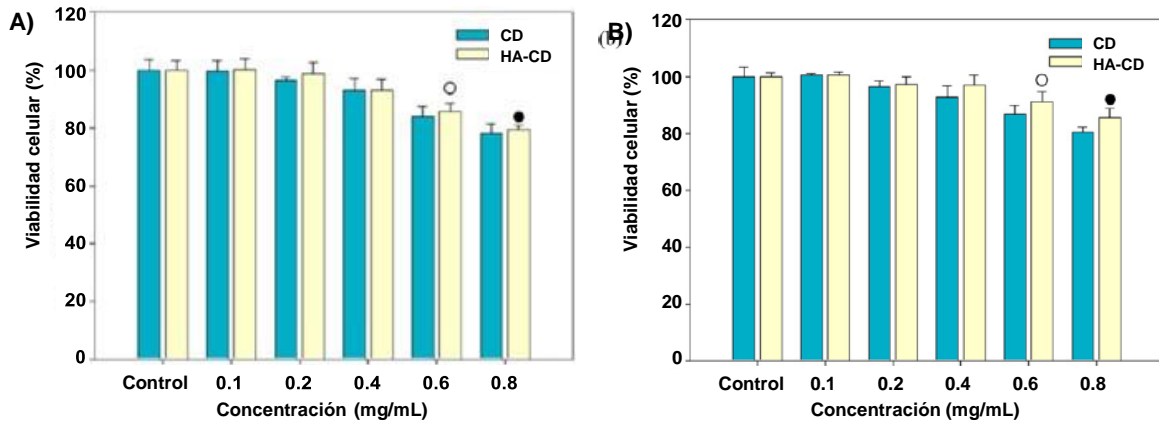 A)
120
100
80
60
40
20
0
Viabilidad celular (%)
CD
HA-CD
Control 0.1 0.2 0.4 0.6 0.8
Concentración (mg/mL)
B)
(b)
120
100
80
60
40
20
0
Viabilidad celular (%)
CD
HA-CD
Control 0.1 0.2 0.4 0.6 0.8
Concentración (mg/mL)